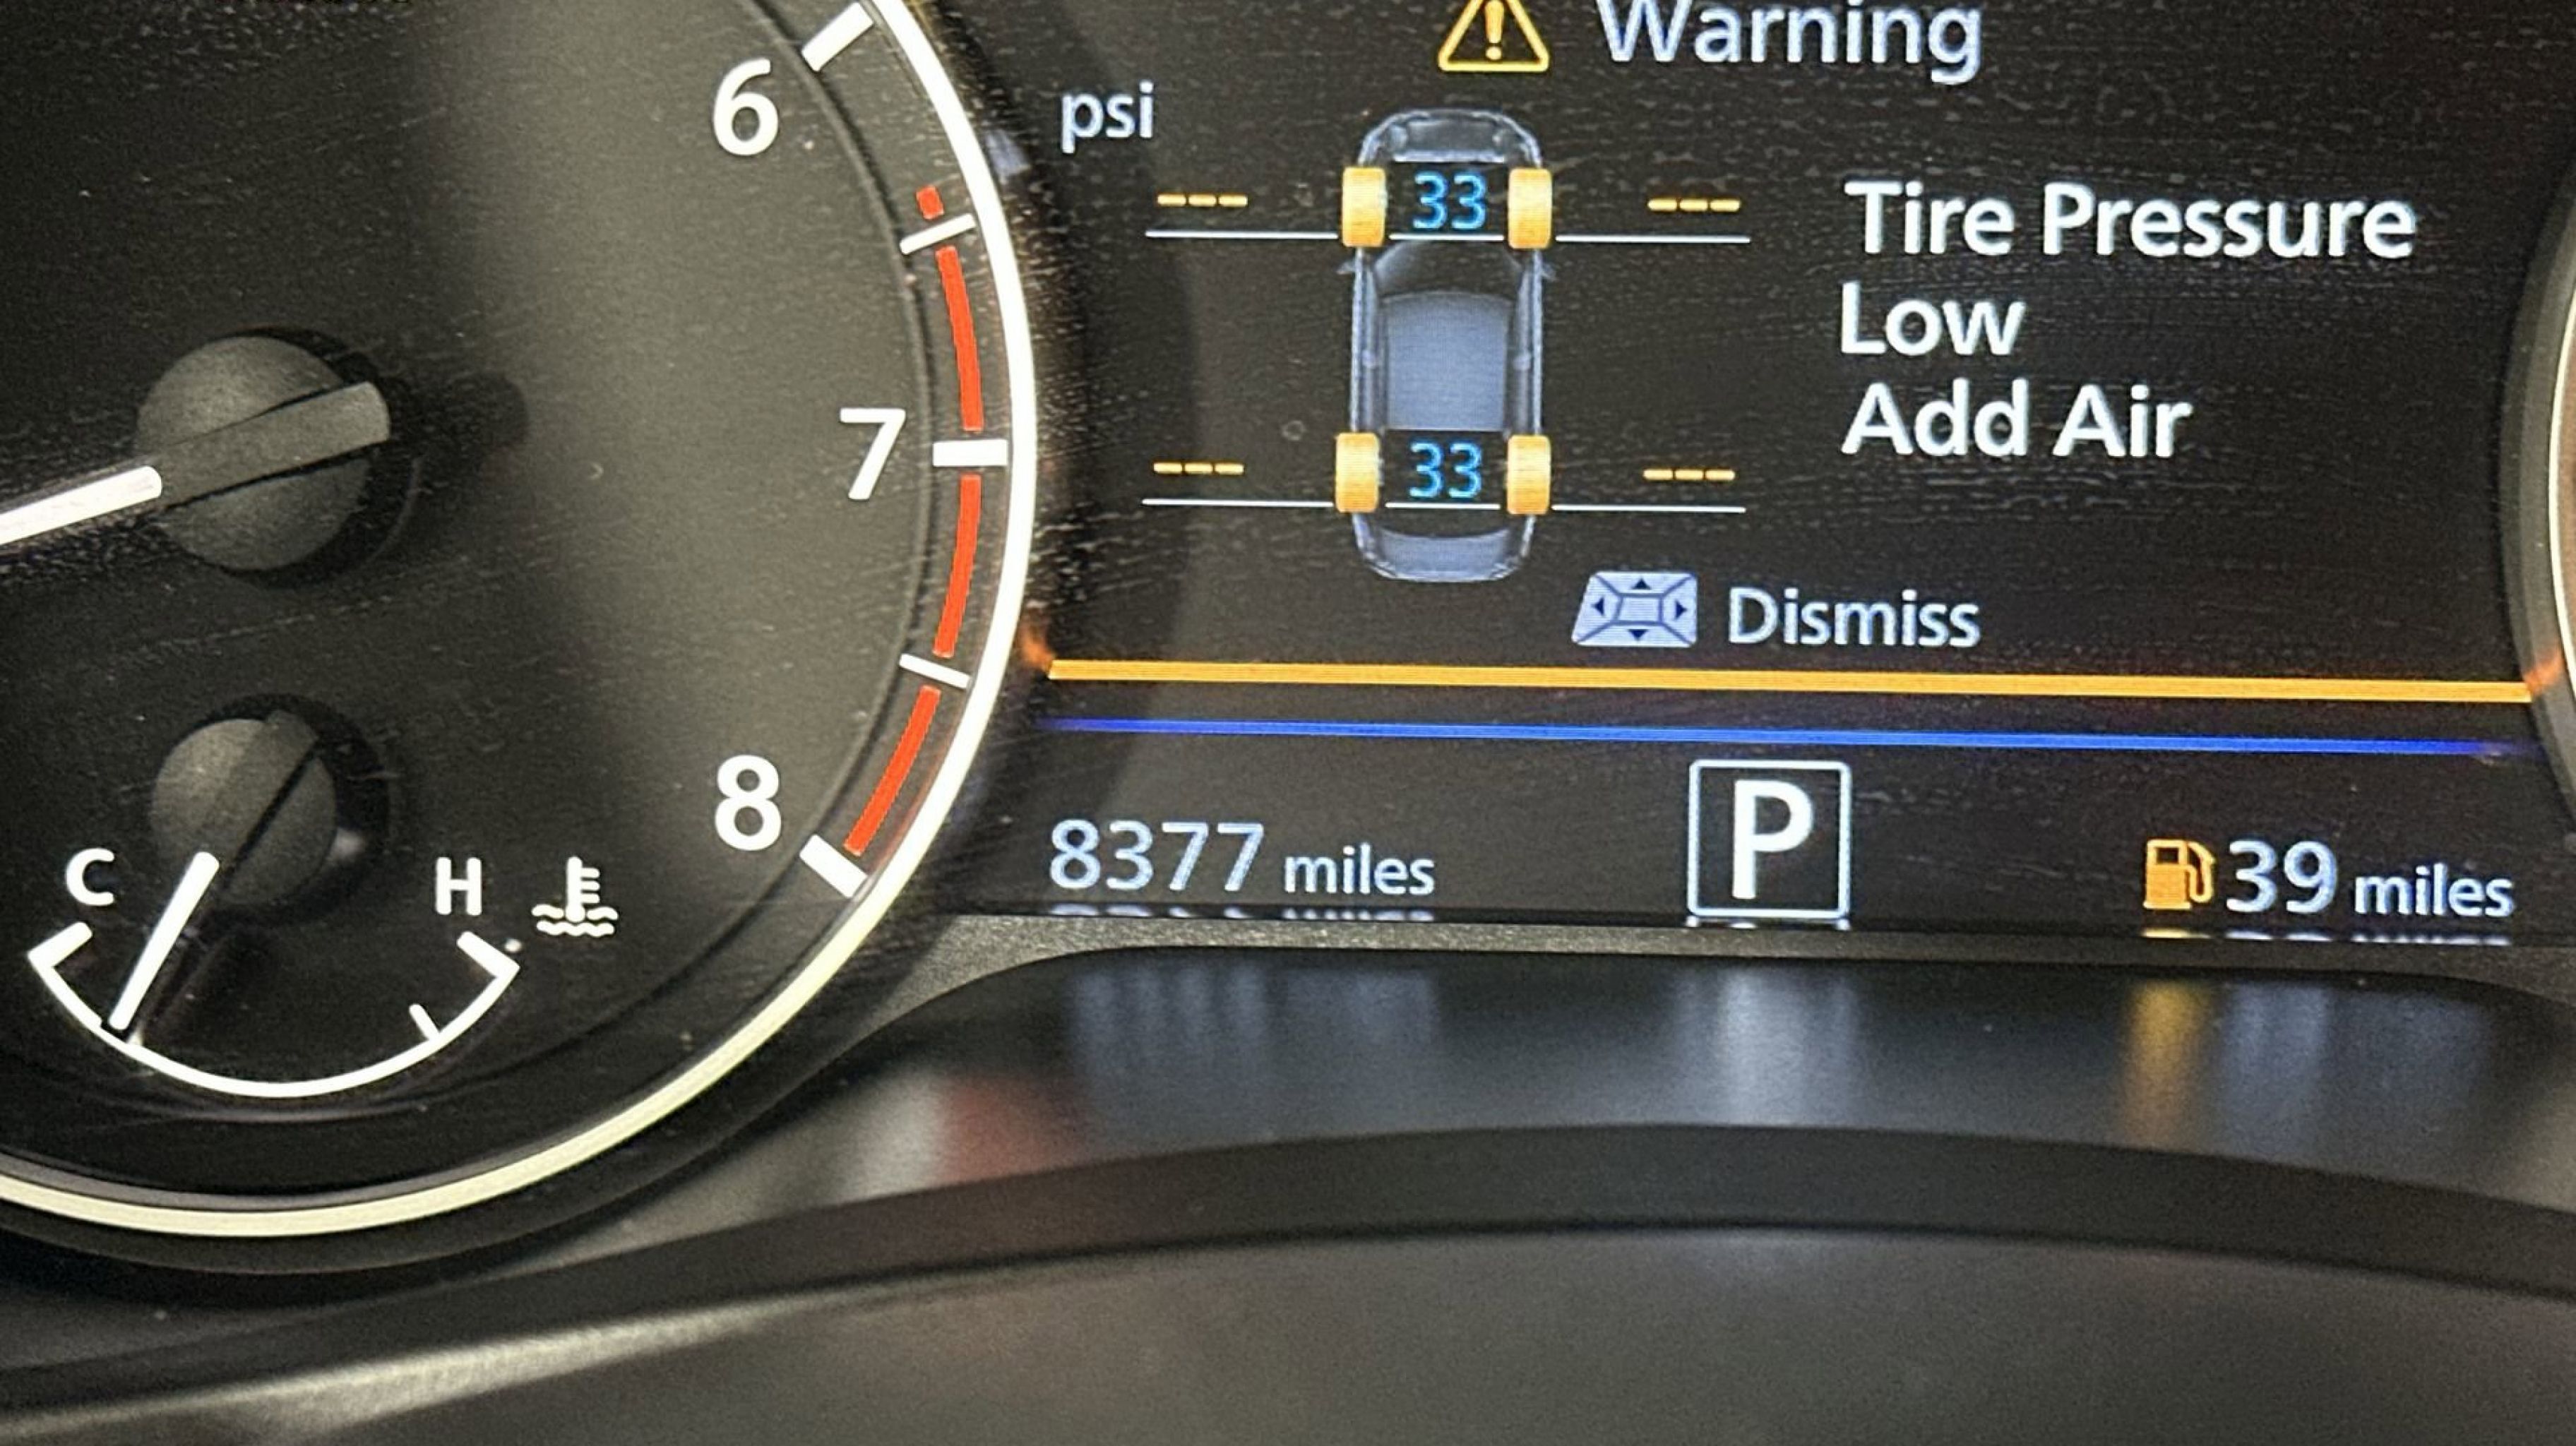 Warning
psi
--- 33 ---
Tire Pressure
Low
Add Air
--- 33 ---
Dismiss
8377 miles
P
39 miles
6
7
8
C
H